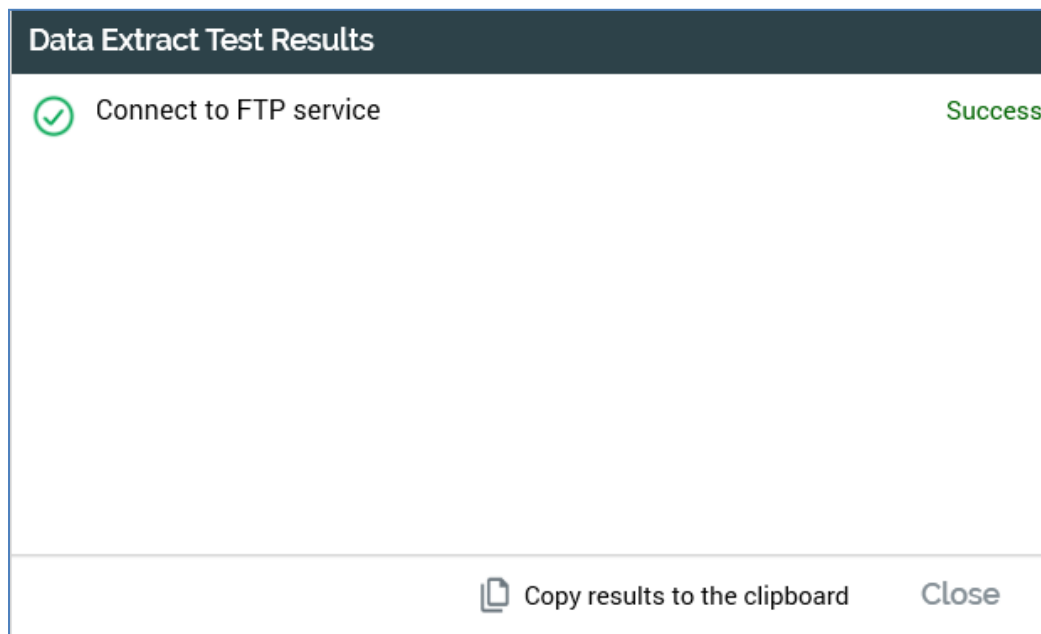 Data Extract Test Results
Connect to FTP service Success
Copy results to the clipboard Close